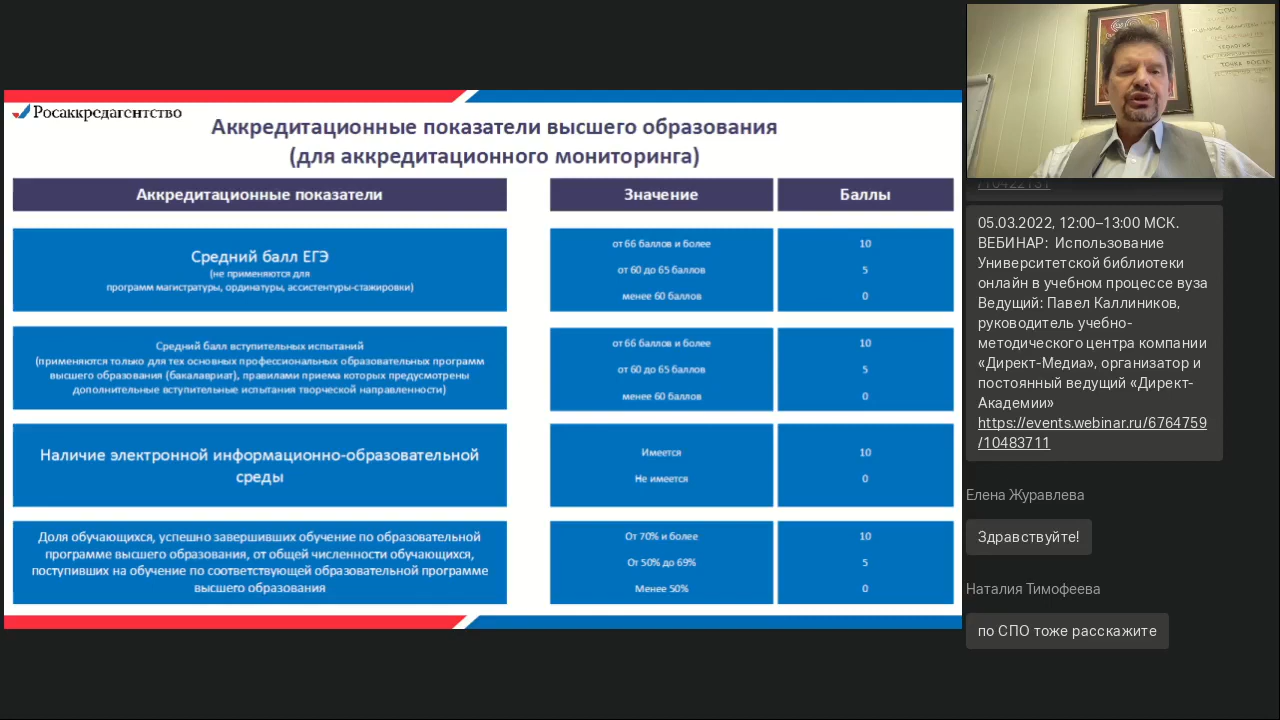 Росаккредагентство
Аккредитационные показатели высшего образования
(для аккредитационного мониторинга)
Аккредитационные показатели
Значение
Баллы
Средний балл ЕГЭ
(не применяются для
программ магистратуры, ординатуры, ассистентуры-стажировки)
от 66 баллов и более
10
от 60 до 65 баллов
5
менее 60 баллов
0
Средний балл вступительных испытаний
(применяются только для тех основных профессиональных образовательных программ
высшего образования (бакалавриат), правилами приема которых предусмотрены
дополнительные вступительные испытания творческой направленности)
от 66 баллов и более
10
от 60 до 65 баллов
5
менее 60 баллов
0
Наличие электронной информационно-образовательной
среды
Имеется
10
Не имеется
0
Доля обучающихся, успешно завершивших обучение по образовательной
программе высшего образования, от общей численности обучающихся,
поступивших на обучение по соответствующей образовательной программе
высшего образования
От 70% и более
10
От 50% до 69%
5
Менее 50%
0
СПО
ТЕОЛОГИЯ
ТОЧКА РОСТА
/10422131
05.03.2022, 12:00–13:00 МСК.
ВЕБИНАР: Использование
Университетской библиотеки
онлайн в учебном процессе вуза
Ведущий: Павел Каллиников,
руководитель учебно-
методического центра компании
«Директ-Медиа», организатор и
постоянный ведущий «Директ-
Академии»
https://events.webinar.ru/6764759
/10483711
Елена Журавлева
Здравствуйте!
Наталия Тимофеева
по СПО тоже расскажите